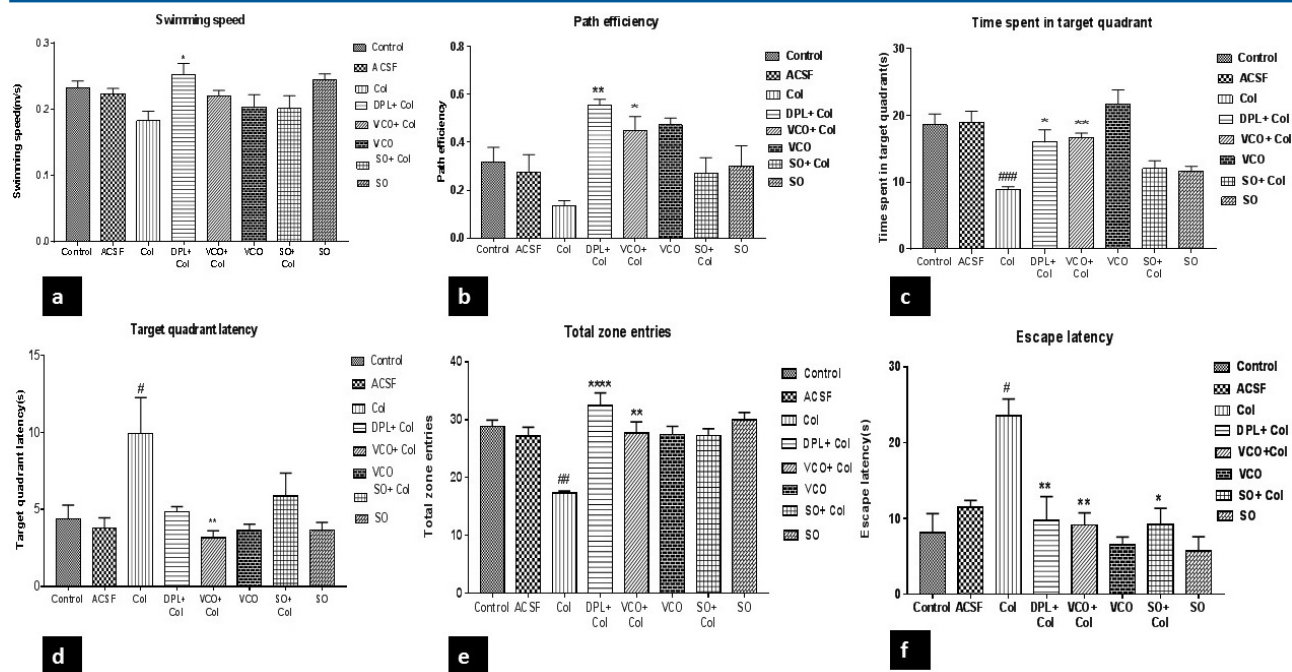 Swimming speed
Swimming speed(m/s)
0.3
0.2
0.1
0.0
*
Control
ACSF
Col
DPL+ Col
VCO+ Col
VCO
SO+ Col
SO
Control ACSF Col DPL+ VCO+ VCO SO+ SO
Col Col Col
a
Path efficiency
Path efficiency
0.8
0.6
0.4
0.2
0.0
** *
Control
ACSF
Col
DPL+ Col
VCO+ Col
VCO
SO+ Col
SO
Control ACSF Col DPL+ VCO+ VCO SO+ SO
Col Col Col
b
Time spent in target quadrant
Time spent in target quadrant(s)
30
20
10
0
### * **
Control
ACSF
Col
DPL+ Col
VCO+ Col
VCO
SO+ Col
SO
Control ACSF Col DPL+ VCO+ VCO SO+ SO
Col Col Col
c
Target quadrant latency
Target quadrant latency(s)
15
10
5
0
# **
Control
ACSF
Col
DPL+ Col
VCO+ Col
VCO
SO+ Col
SO
Control ACSF Col DPL+ VCO+ VCO SO+ SO
Col Col Col
d
Total zone entries
Total zone entries
40
30
20
10
0
## **** **
Control
ACSF
Col
DPL+ Col
VCO+ Col
VCO
SO+ Col
SO
Control ACSF Col DPL+ VCO+ VCO SO+ SO
Col Col Col
e
Escape latency
Escape latency(s)
30
20
10
0
# ** ** *
Control
ACSF
Col
DPL+ Col
VCO+Col
VCO
SO+ Col
SO
Control ACSF Col DPL+ VCO+ VCO SO+ SO
Col Col Col
f